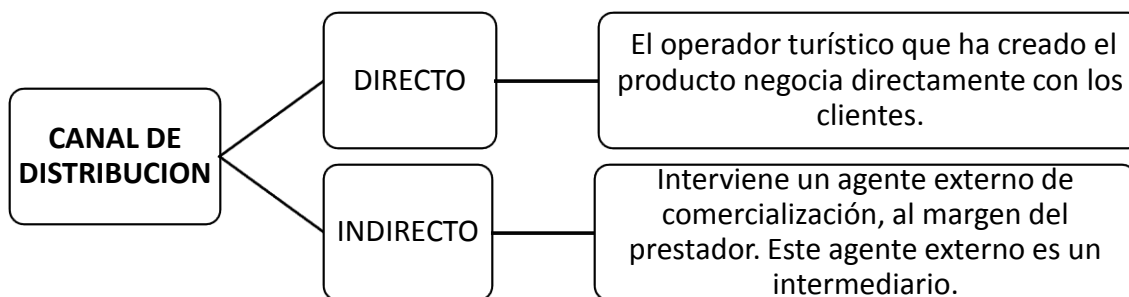 CANAL DE
DISTRIBUCION
DIRECTO
El operador turístico que ha creado el
producto negocia directamente con los
clientes.
INDIRECTO
Interviene un agente externo de
comercialización, al margen del
prestador. Este agente externo es un
intermediario.